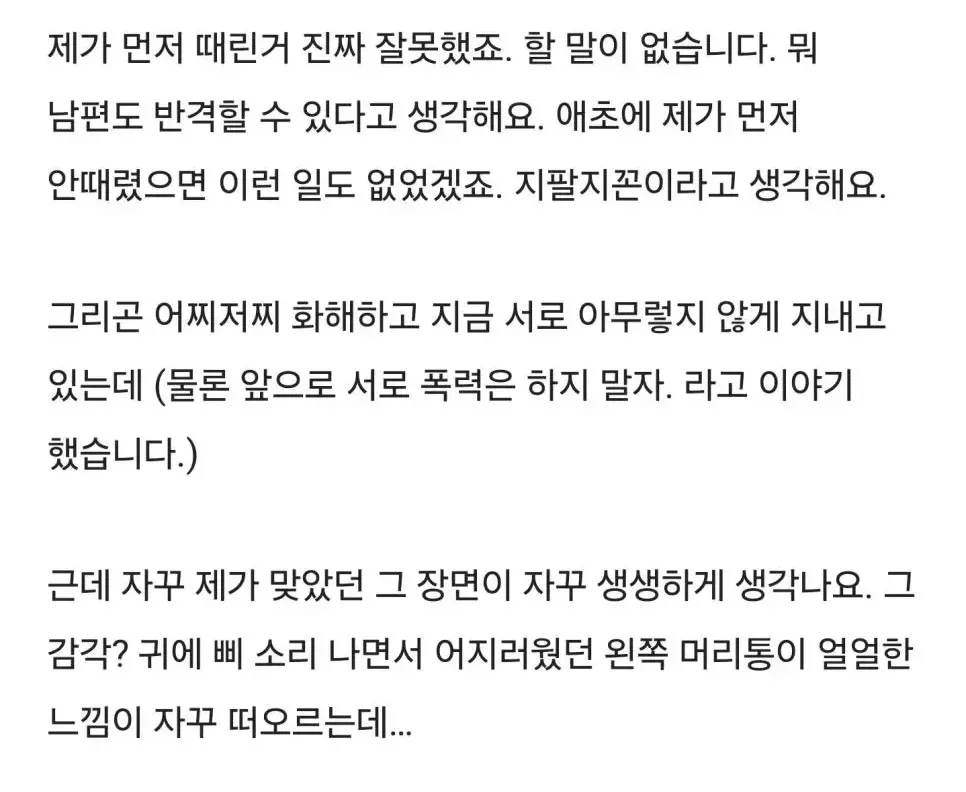 제가 먼저 때린거 진짜 잘못했죠. 할 말이 없습니다. 뭐
남편도 반격할 수 있다고 생각해요. 애초에 제가 먼저
안때렸으면 이런 일도 없었겠죠. 지팔지꼰이라고 생각해요.
그리곤 어찌저찌 화해하고 지금 서로 아무렇지 않게 지내고
있는데 (물론 앞으로 서로 폭력은 하지 말자. 라고 이야기
했습니다.)
근데 자꾸 제가 맞았던 그 장면이 자꾸 생생하게 생각나요. 그
감각? 귀에 삐 소리 나면서 어지러웠던 왼쪽 머리통이 얼얼한
느낌이 자꾸 떠오르는데...